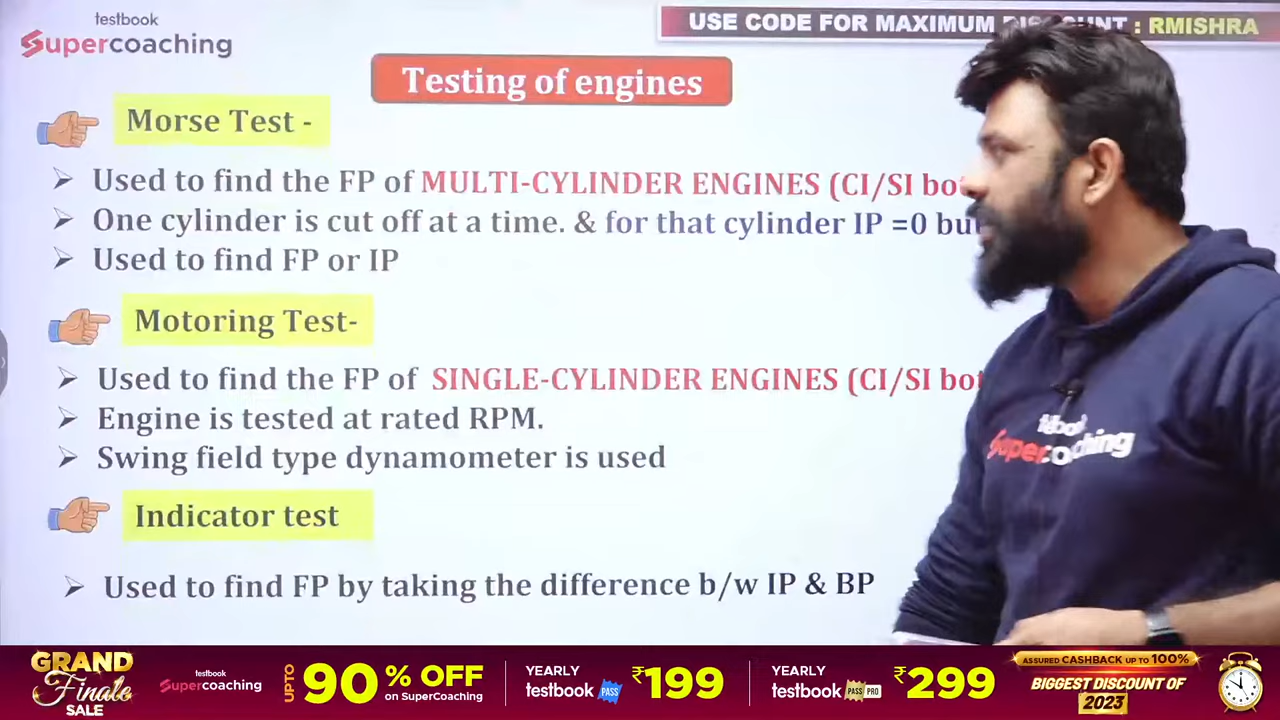 testbook
Supercoaching
USE CODE FOR MAXIMUM DISCOUNT : RMISHRA
Testing of engines
Morse Test -
Used to find the FP of MULTI-CYLINDER ENGINES (CI/SI
One cylinder is cut off at a time. & for that cylinder IP =0
Used to find FP or IP
Motoring Test-
Used to find the FP of SINGLE-CYLINDER ENGINES (CI/SI
Engine is tested at rated RPM.
Swing field type dynamometer is used
Indicator test
Used to find FP by taking the difference b/w IP & BP
Supercoaching
GRAND
Finale
SALE
testbook
Supercoaching
UPTO
90% OFF
on SuperCoaching
YEARLY
testbook PASS
₹199
YEARLY
testbook PASS PRO
₹299
ASSURED CASHBACK UP TO 100%
BIGGEST DISCOUNT OF
2023